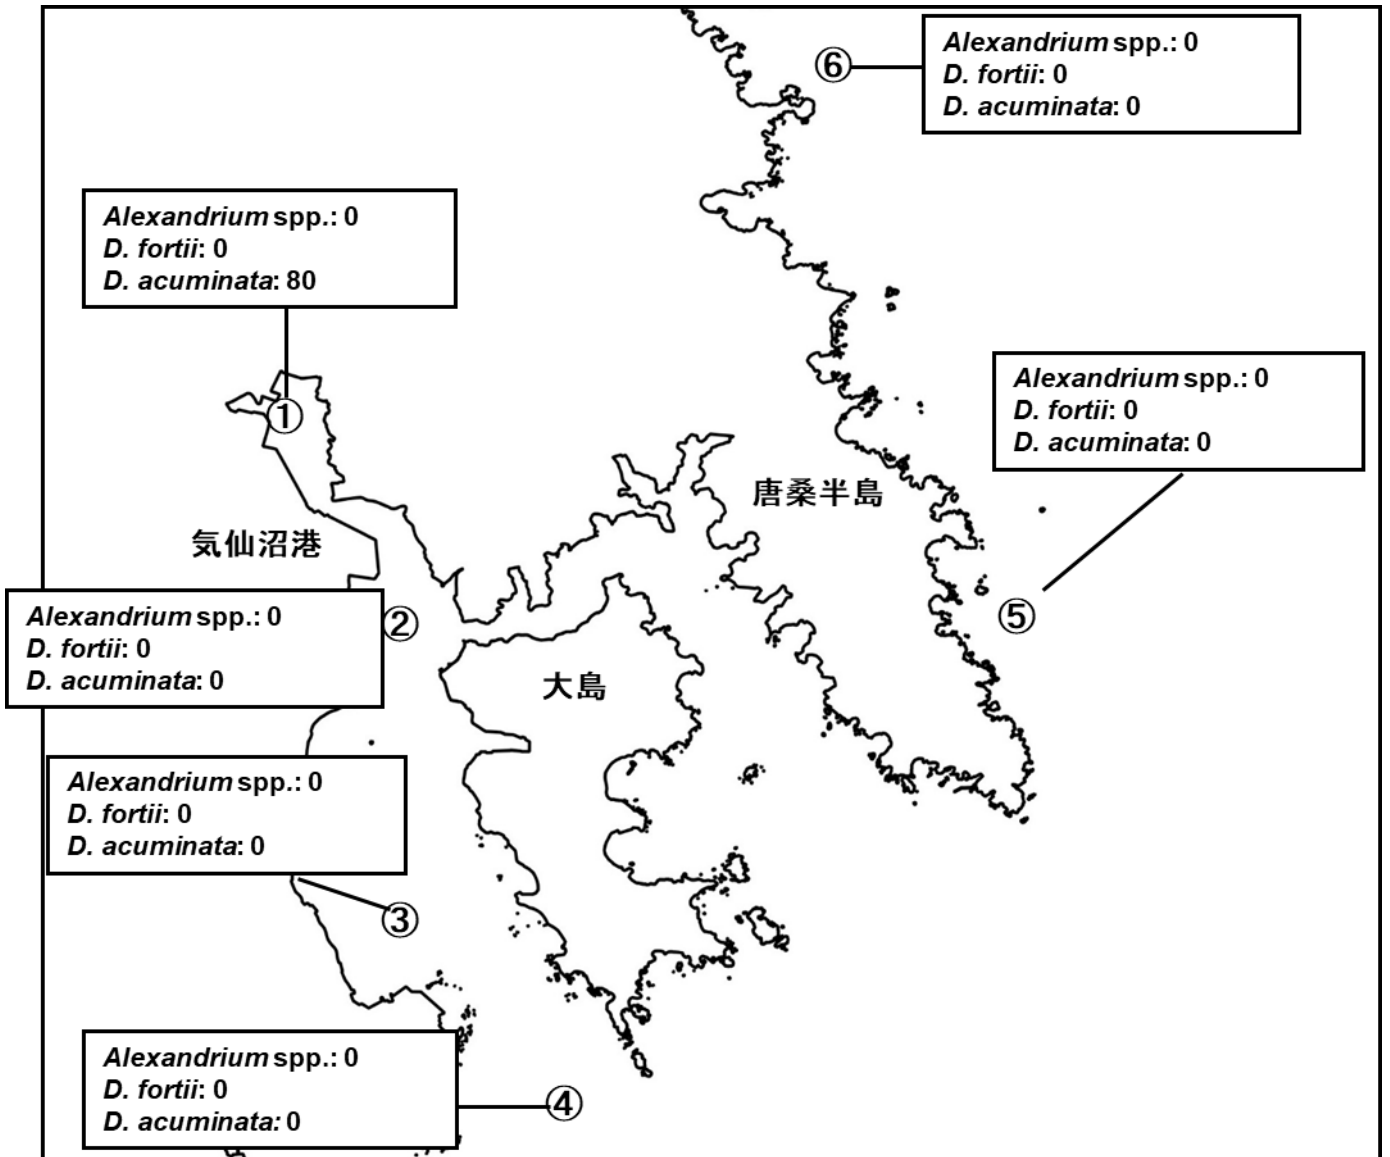 ⑥
Alexandrium spp.: 0
D. fortii: 0
D. acuminata: 0
Alexandrium spp.: 0
D. fortii: 0
D. acuminata: 80
①
Alexandrium spp.: 0
D. fortii: 0
D. acuminata: 0
唐桑半島
気仙沼港
Alexandrium spp.: 0
D. fortii: 0
D. acuminata: 0
②
⑤
大島
Alexandrium spp.: 0
D. fortii: 0
D. acuminata: 0
③
Alexandrium spp.: 0
D. fortii: 0
D. acuminata: 0
④